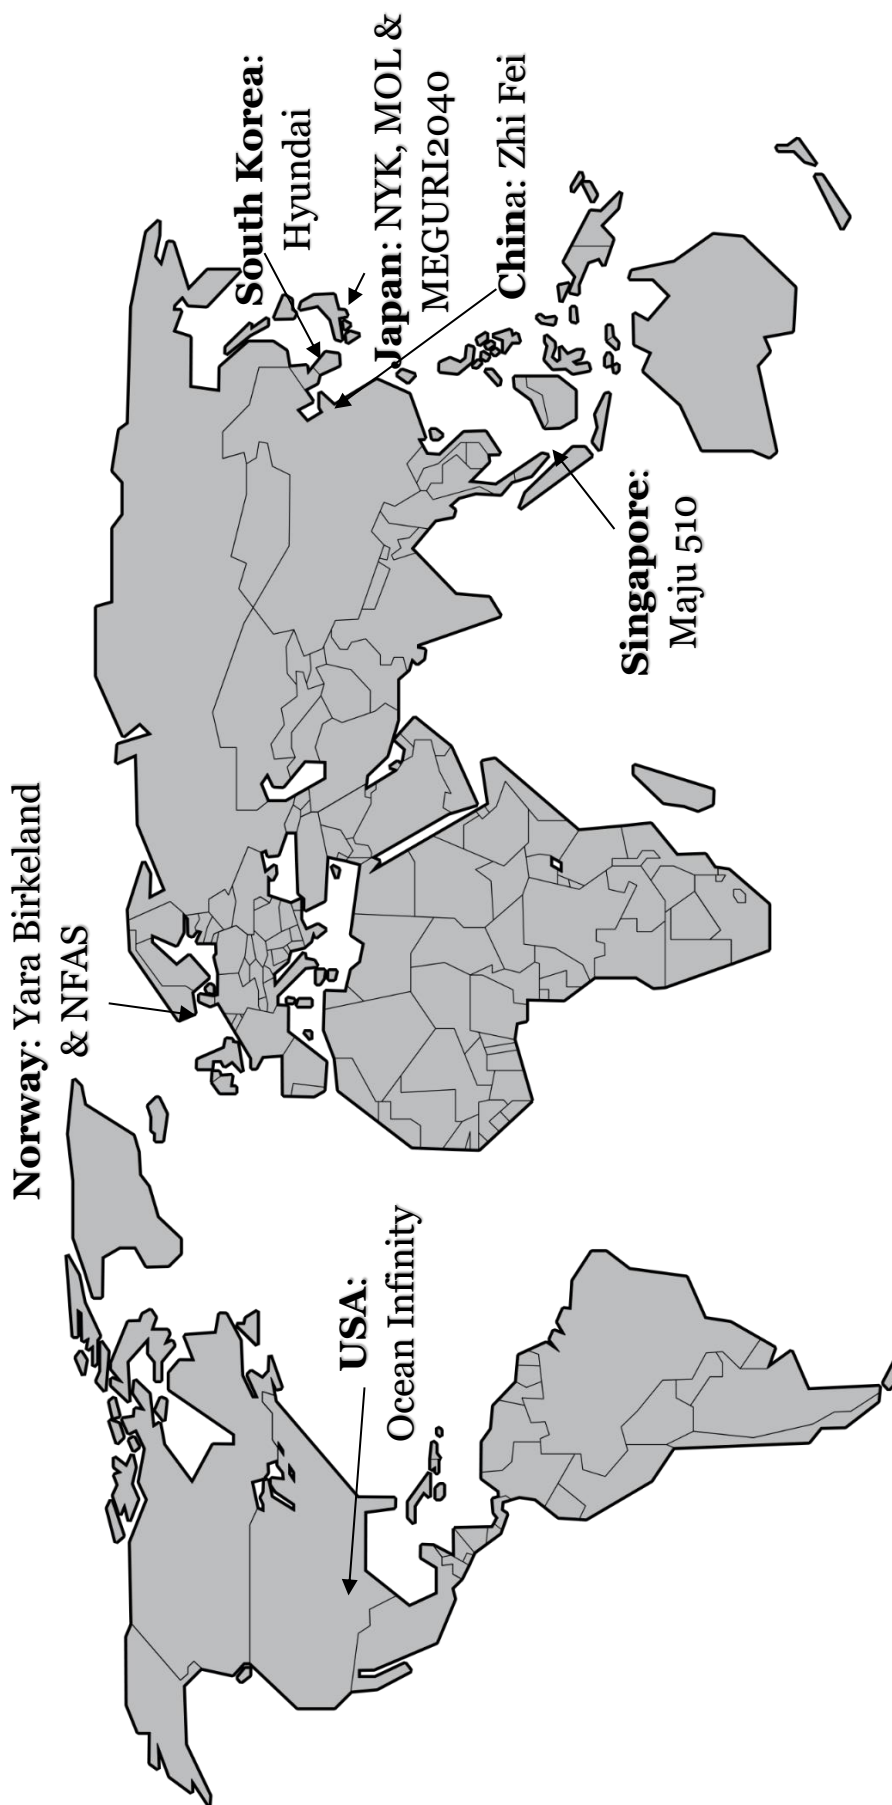 Norway: Yara Birkeland
& NFAS
USA:
Ocean Infinity
South Korea:
Hyundai
Japan: NYK, MOL &
MEGURI2040
China: Zhi Fei
Singapore:
Maju 510